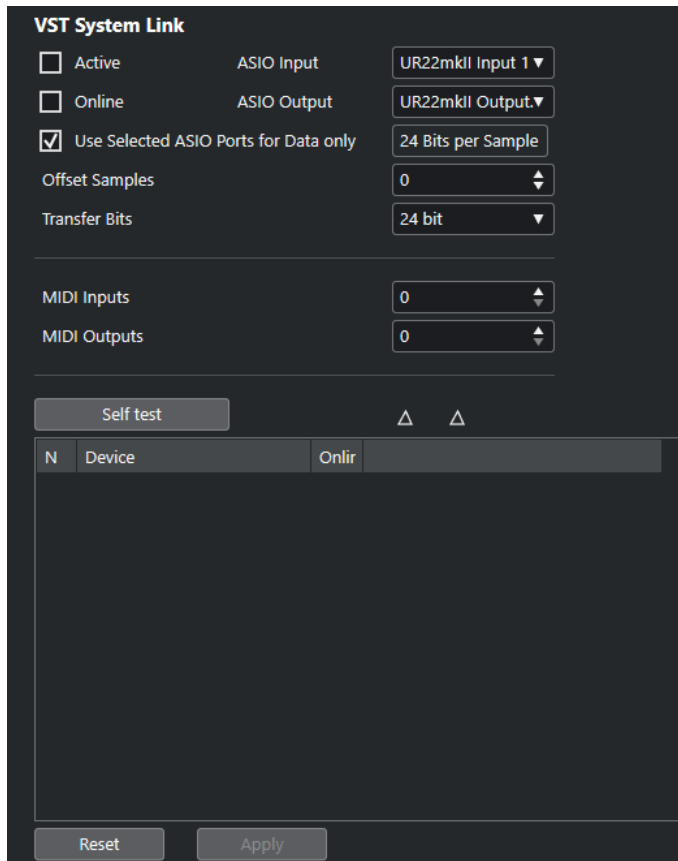 VST System Link
Active ASIO Input UR22mkII Input 1
Online ASIO Output UR22mkII Output.
Use Selected ASIO Ports for Data only 24 Bits per Sample
Offset Samples 0
Transfer Bits 24 bit
MIDI Inputs 0
MIDI Outputs 0
Self test
N Device Onlir
Reset Apply